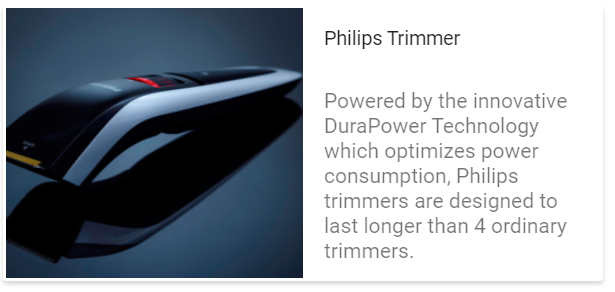 Philips Trimmer
Powered by the innovative
DuraPower Technology
which optimizes power
consumption, Philips
trimmers are designed to
last longer than 4 ordinary
trimmers.